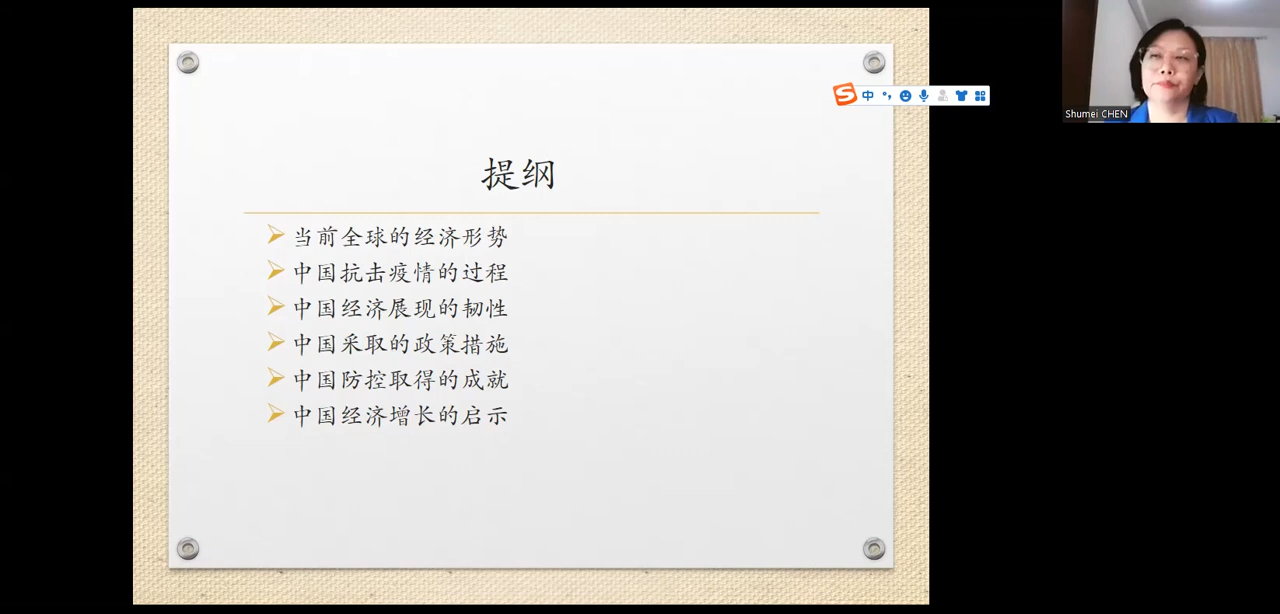 提纲
当前全球的经济形势
中国抗击疫情的过程
中国经济展现的韧性
中国采取的政策措施
中国防控取得的成就
中国经济增长的启示
S中
Shumei CHEN